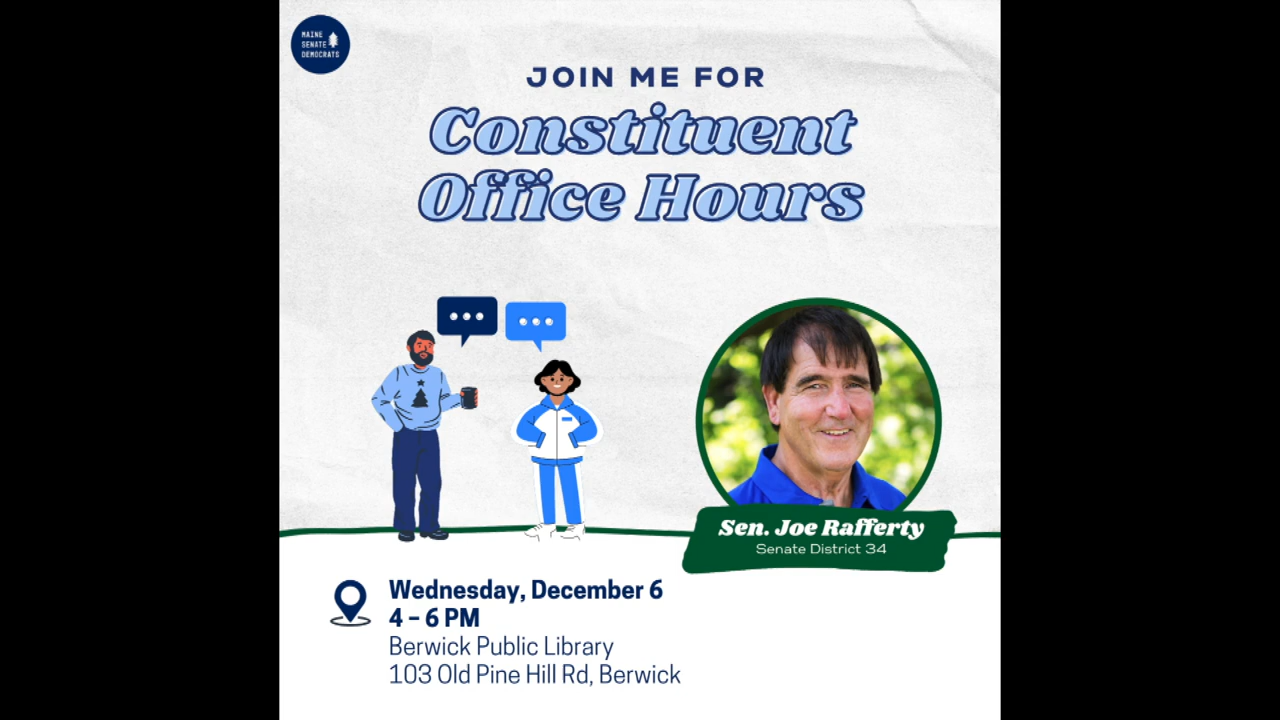 MAINE
SENATE
DEMOCRATS
JOIN ME FOR
Constituent
Office Hours
Sen. Joe Rafferty
Senate District 34
Wednesday, December 6
4 – 6 PM
Berwick Public Library
103 Old Pine Hill Rd, Berwick